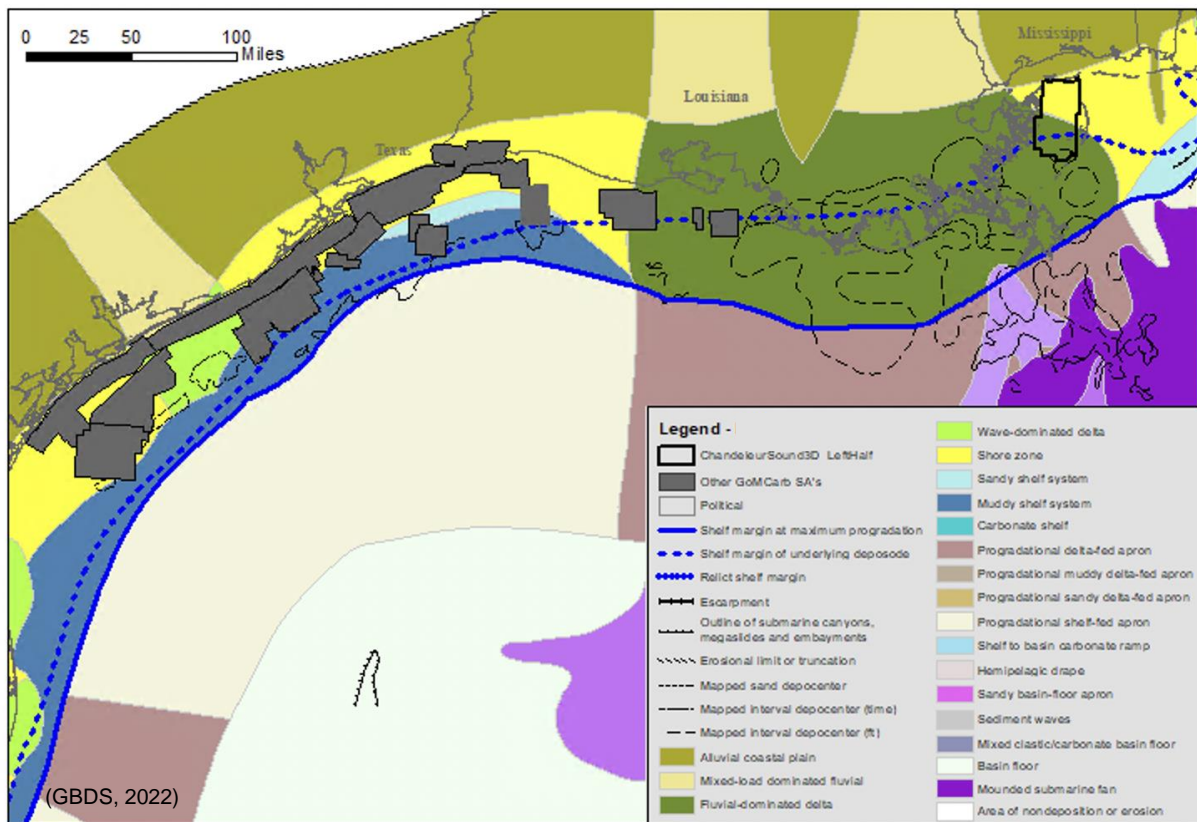 0 25 50 100
Miles
Mississippi
Louisiana
Texas
(GBDS, 2022)
Legend -
ChandeleurSound3D LeftHalf
Other GoMCarb SA's
Political
Shelf margin at maximum progradation
Shelf margin of underlying deposode
Relict shelf margin
Escarpment
Outline of submarine canyons,
megaslides and embayments
Erosional limit or truncation
Mapped sand depocenter
Mapped interval depocenter (time)
Mapped interval depocenter (ft)
Alluvial coastal plain
Mixed-load dominated fluvial
Fluvial-dominated delta
Wave-dominated delta
Shore zone
Sandy shelf system
Muddy shelf system
Carbonate shelf
Progradational delta-fed apron
Progradational muddy delta-fed apron
Progradational sandy delta-fed apron
Progradational shelf-fed apron
Shelf to basin carbonate ramp
Hemipelagic drape
Sandy basin-floor apron
Sediment waves
Mixed clastic/carbonate basin floor
Basin floor
Mounded submarine fan
Area of nondeposition or erosion